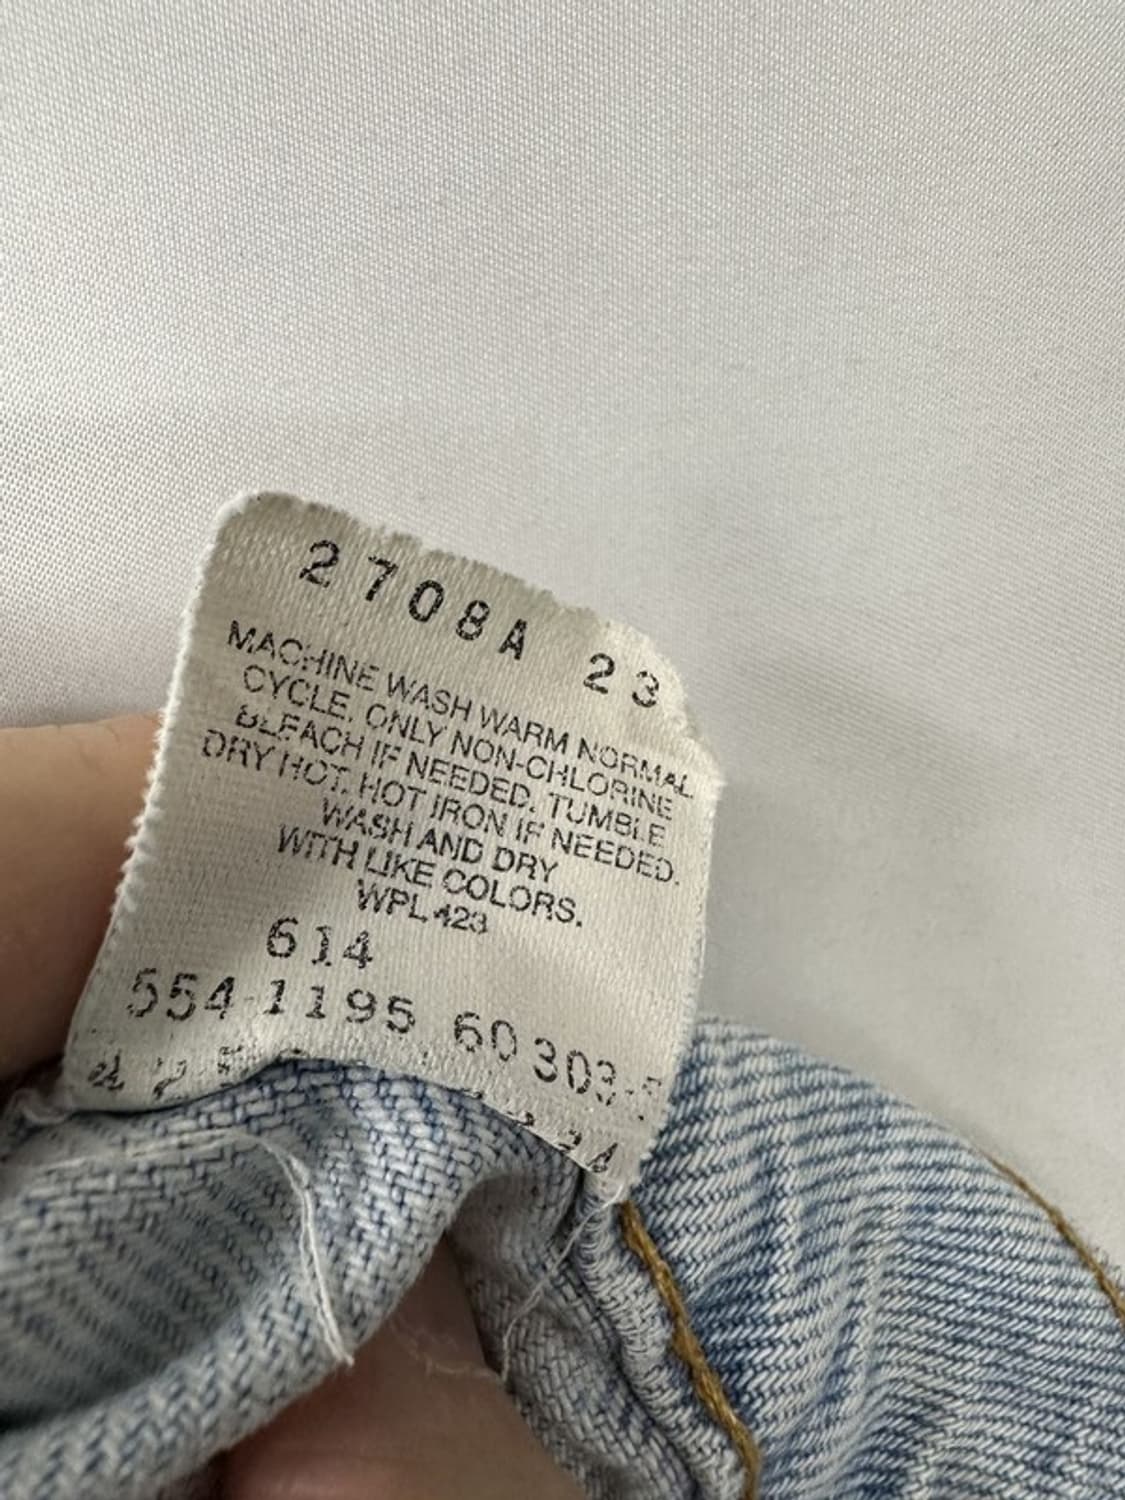 2708A 23
MACHINE WASH WARM NORMAL
CYCLE. ONLY NON-CHLORINE
BLEACH IF NEEDED. TUMBLE
DRY HOT. HOT IRON IF NEEDED.
WASH AND DRY
WITH LIKE COLORS.
WPL 423
614
554 1195 60303